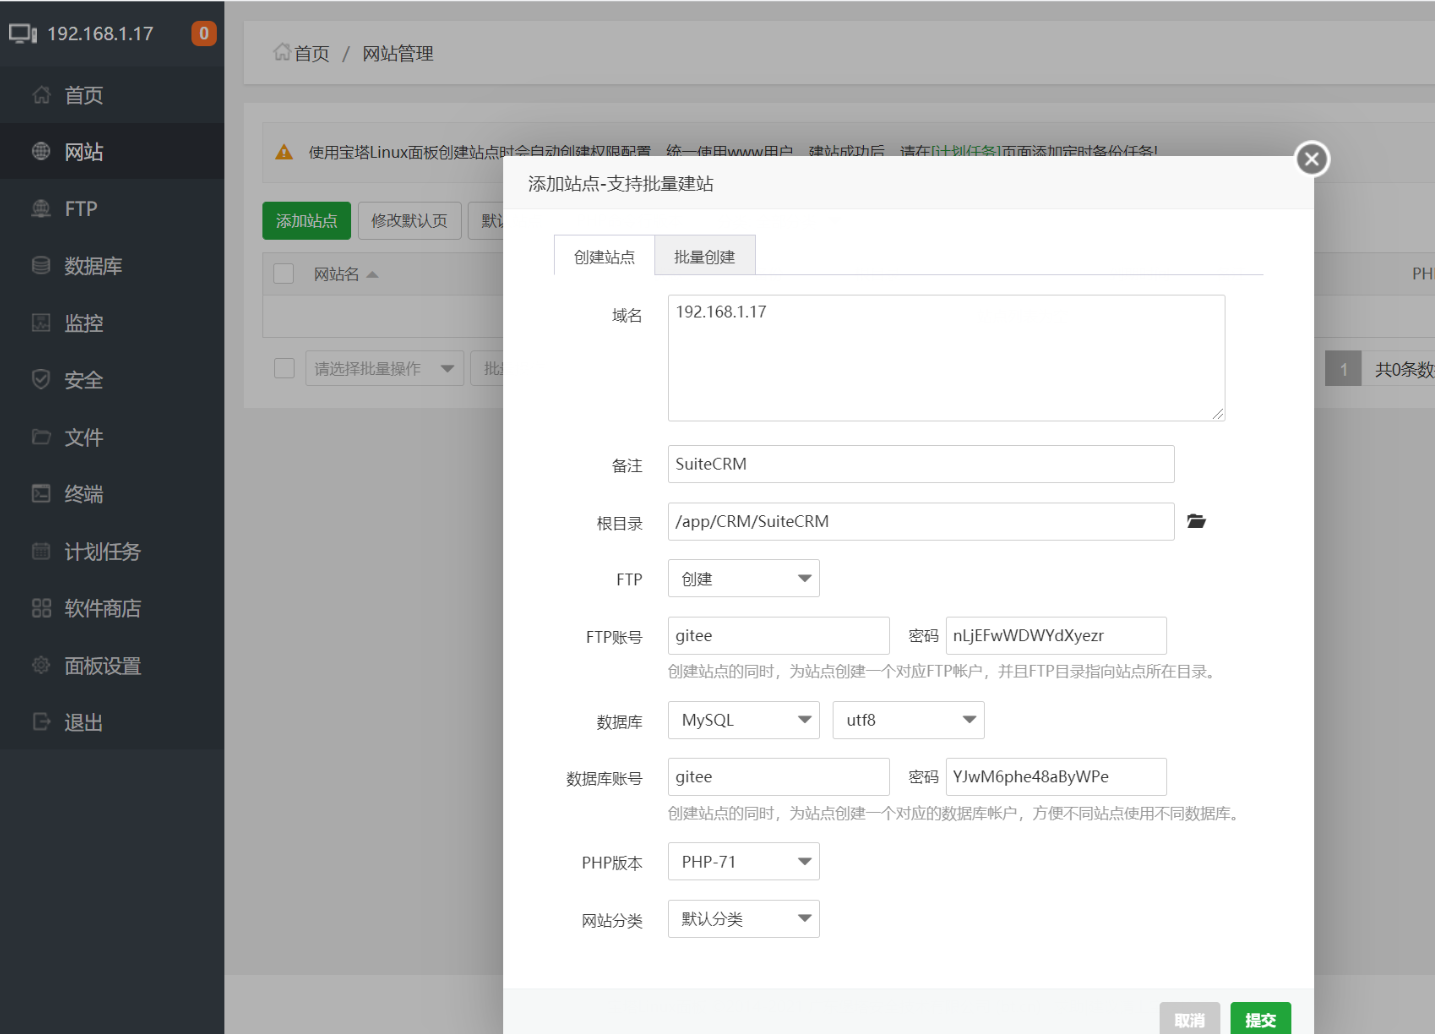 192.168.1.17
0
首页
网站
FTP
数据库
监控
安全
文件
终端
计划任务
软件商店
面板设置
退出
首页 / 网站管理
使用宝塔Linux面板创建站点时会自动创建权限配置，统一使用www用户，建站成功后，请在[计划任务]页面添加定时备份任务!
添加站点
修改默认页
默认
网站名
PH
请选择批量操作
批
1
共0条数
添加站点-支持批量建站
创建站点
批量创建
域名
192.168.1.17
备注
SuiteCRM
根目录
/app/CRM/SuiteCRM
FTP
创建
FTP账号
gitee
密码
nLjEFwWDWYdXyezr
创建站点的同时，为站点创建一个对应FTP帐户，并且FTP目录指向站点所在目录。
数据库
MySQL
utf8
数据库账号
gitee
密码
YJwM6phe48aByWPe
创建站点的同时，为站点创建一个对应的数据库帐户，方便不同站点使用不同数据库。
PHP版本
PHP-71
网站分类
默认分类
取消
提交